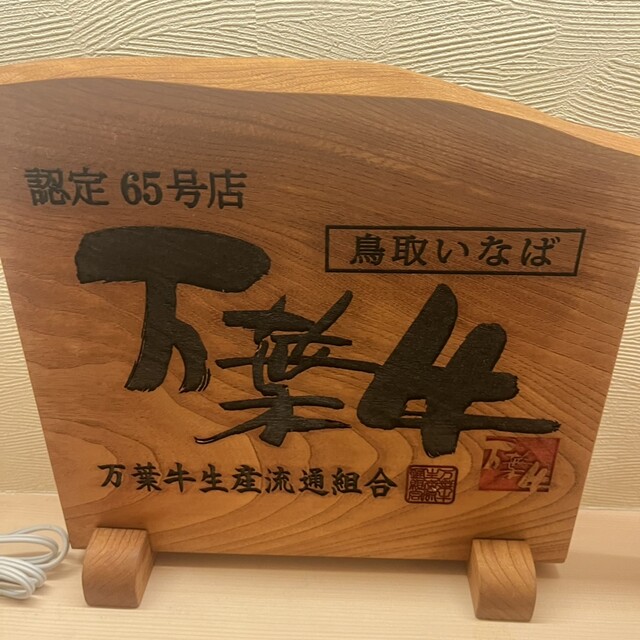 認定 65号店
鳥取いなば
万葉牛
万葉牛生産流通組合